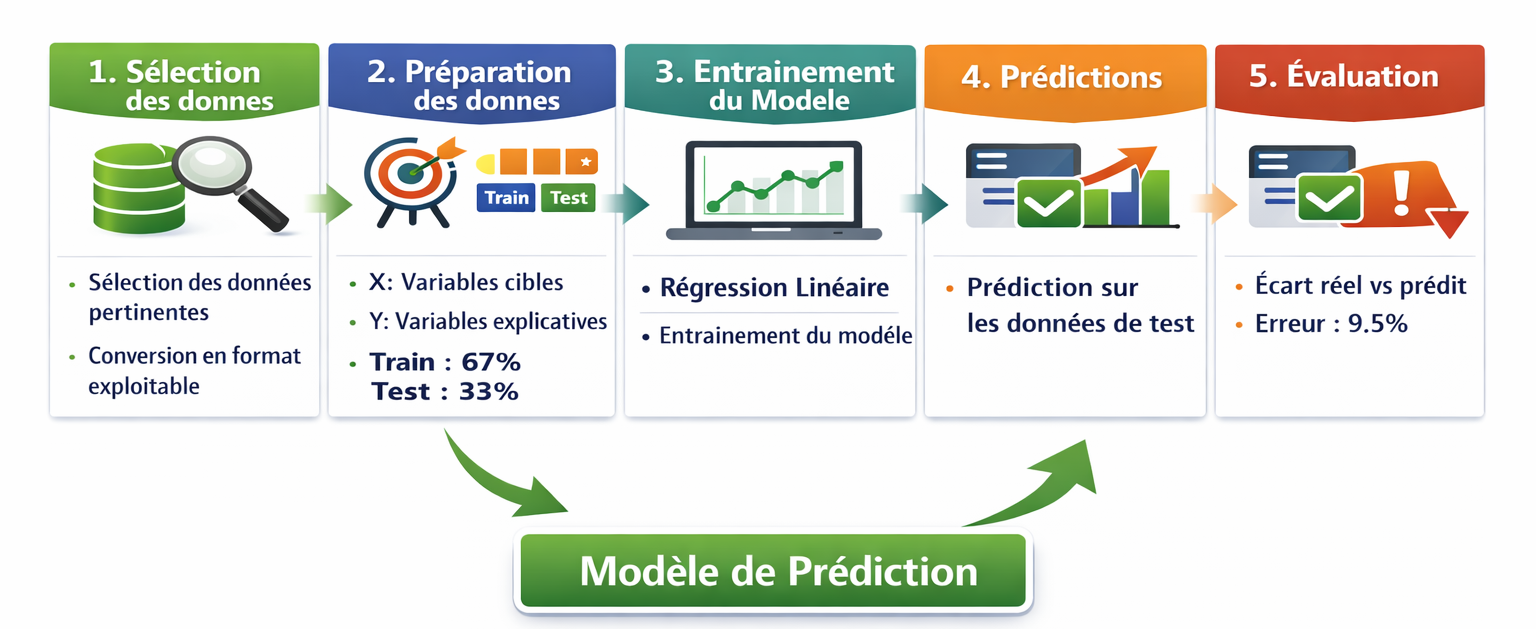 1. Sélection
des donnes
2. Préparation
des donnes
3. Entrainement
du Modele
4. Prédictions
5. Évaluation
Train
Test
• Sélection des données
pertinentes
• Conversion en format
exploitable
• X: Variables cibles
• Y: Variables explicatives
• Train : 67%
Test : 33%
• Régression Linéaire
• Entrainement du modéle
• Prédiction sur
les données de test
• Écart réel vs prédit
• Erreur : 9.5%
Modèle de Prédiction